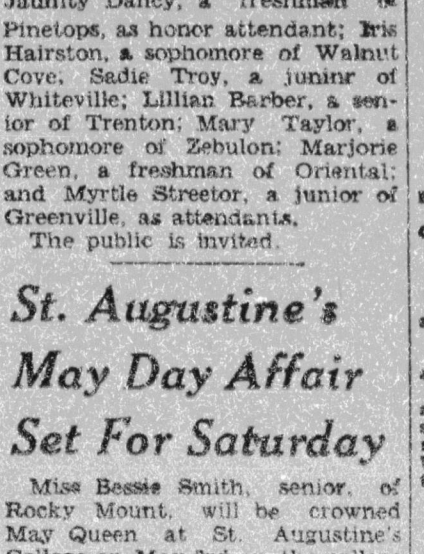 a freshman
Pinetops, as honor attendant; Iris
Hairston, a sophomore of Walnut
Cove, Sadie Troy, a juninr of
Whiteville; Lillian Barber, a sen-
ior of Trenton; Mary Taylor, a
sophomore of Zebulon; Marjorie
Green, a freshman of Oriental;
and Myrtle Streetor, a junior of
Greenville, as attendants.
The public is invited.
St. Augustine's
May Day Affair
Set For Saturday
Miss Bessie Smith, senior, of
Rocky Mount, will be crowned
May Queen at St. Augustine's